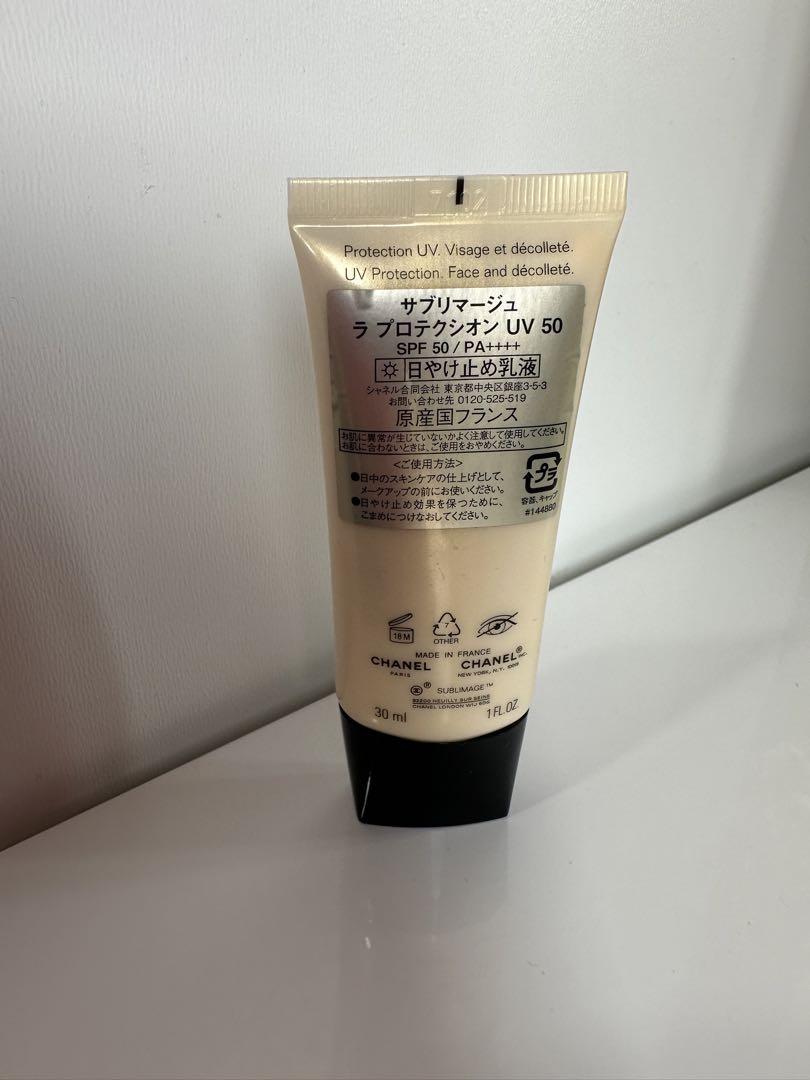 Protection UV. Visage et décolleté.
UV Protection. Face and décolleté.
サブリマージュ
ラ プロテクシオン UV 50
SPF 50 / PA++++
日やけ止め乳液
シャネル合同会社 東京都中央区銀座3-5-3
お問い合わせ先 0120-525-519
原産国フランス
お肌に異常が生じていないかよく注意して使用してください。
お肌に合わないときは、ご使用をおやめください。
<ご使用方法>
●日中のスキンケアの仕上げとして、
メークアップの前にお使いください。
●日やけ止め効果を保つために、
こまめにつけなおしてください。
プラ
容器、キャップ
#144880
18 M
7
OTHER
MADE IN FRANCE
CHANEL CHANEL® INC.
PARIS NEW YORK, N.Y.
® SUBLIMAGE™
92200 NEUILLY SUR SEINE
CHANEL LONDON
30 ml 1 FL. OZ.